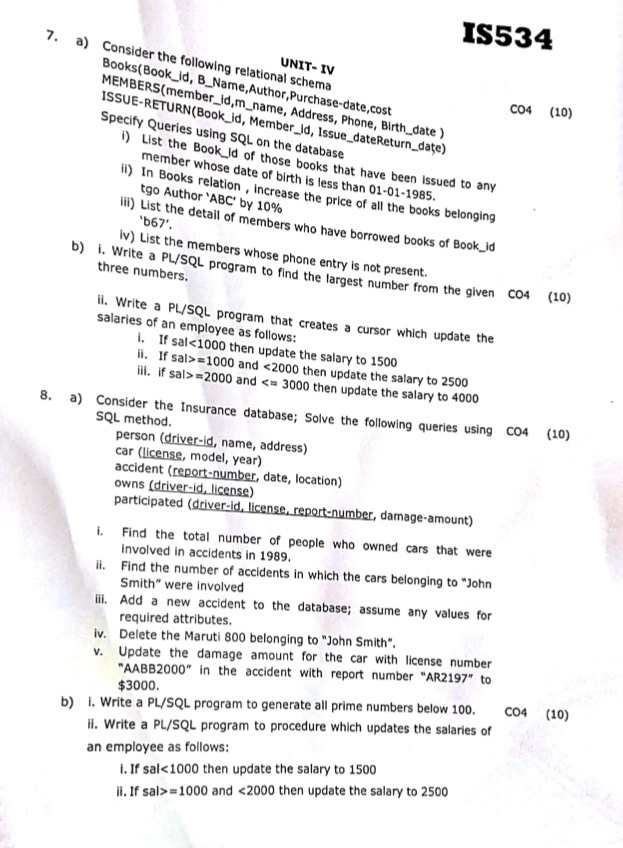 IS534
UNIT- IV
7. a) Consider the following relational schema
Books(Book_id, B_Name,Author,Purchase-date,cost
MEMBERS(member_id,m_name, Address, Phone, Birth_date ) CO4 (10)
ISSUE-RETURN(Book_id, Member_id, Issue_dateReturn_date)
Specify Queries using SQL on the database
i) List the Book_id of those books that have been issued to any
member whose date of birth is less than 01-01-1985.
ii) In Books relation , increase the price of all the books belonging
tgo Author 'ABC' by 10%
iii) List the detail of members who have borrowed books of Book_id
'b67'.
iv) List the members whose phone entry is not present.
b) i. Write a PL/SQL program to find the largest number from the given CO4 (10)
three numbers.
ii. Write a PL/SQL program that creates a cursor which update the
salaries of an employee as follows:
i. If sal<1000 then update the salary to 1500
ii. If sal>=1000 and <2000 then update the salary to 2500
iii. if sal>=2000 and <= 3000 then update the salary to 4000
8. a) Consider the Insurance database; Solve the following queries using CO4 (10)
SQL method.
person (driver-id, name, address)
car (license, model, year)
accident (report-number, date, location)
owns (driver-id, license)
participated (driver-id, license, report-number, damage-amount)
i. Find the total number of people who owned cars that were
involved in accidents in 1989.
ii. Find the number of accidents in which the cars belonging to "John
Smith" were involved
iii. Add a new accident to the database; assume any values for
required attributes.
iv. Delete the Maruti 800 belonging to "John Smith".
v. Update the damage amount for the car with license number
"AABB2000" in the accident with report number "AR2197" to
$3000.
b) i. Write a PL/SQL program to generate all prime numbers below 100. CO4 (10)
ii. Write a PL/SQL program to procedure which updates the salaries of
an employee as follows:
i. If sal<1000 then update the salary to 1500
ii. If sal>=1000 and <2000 then update the salary to 2500